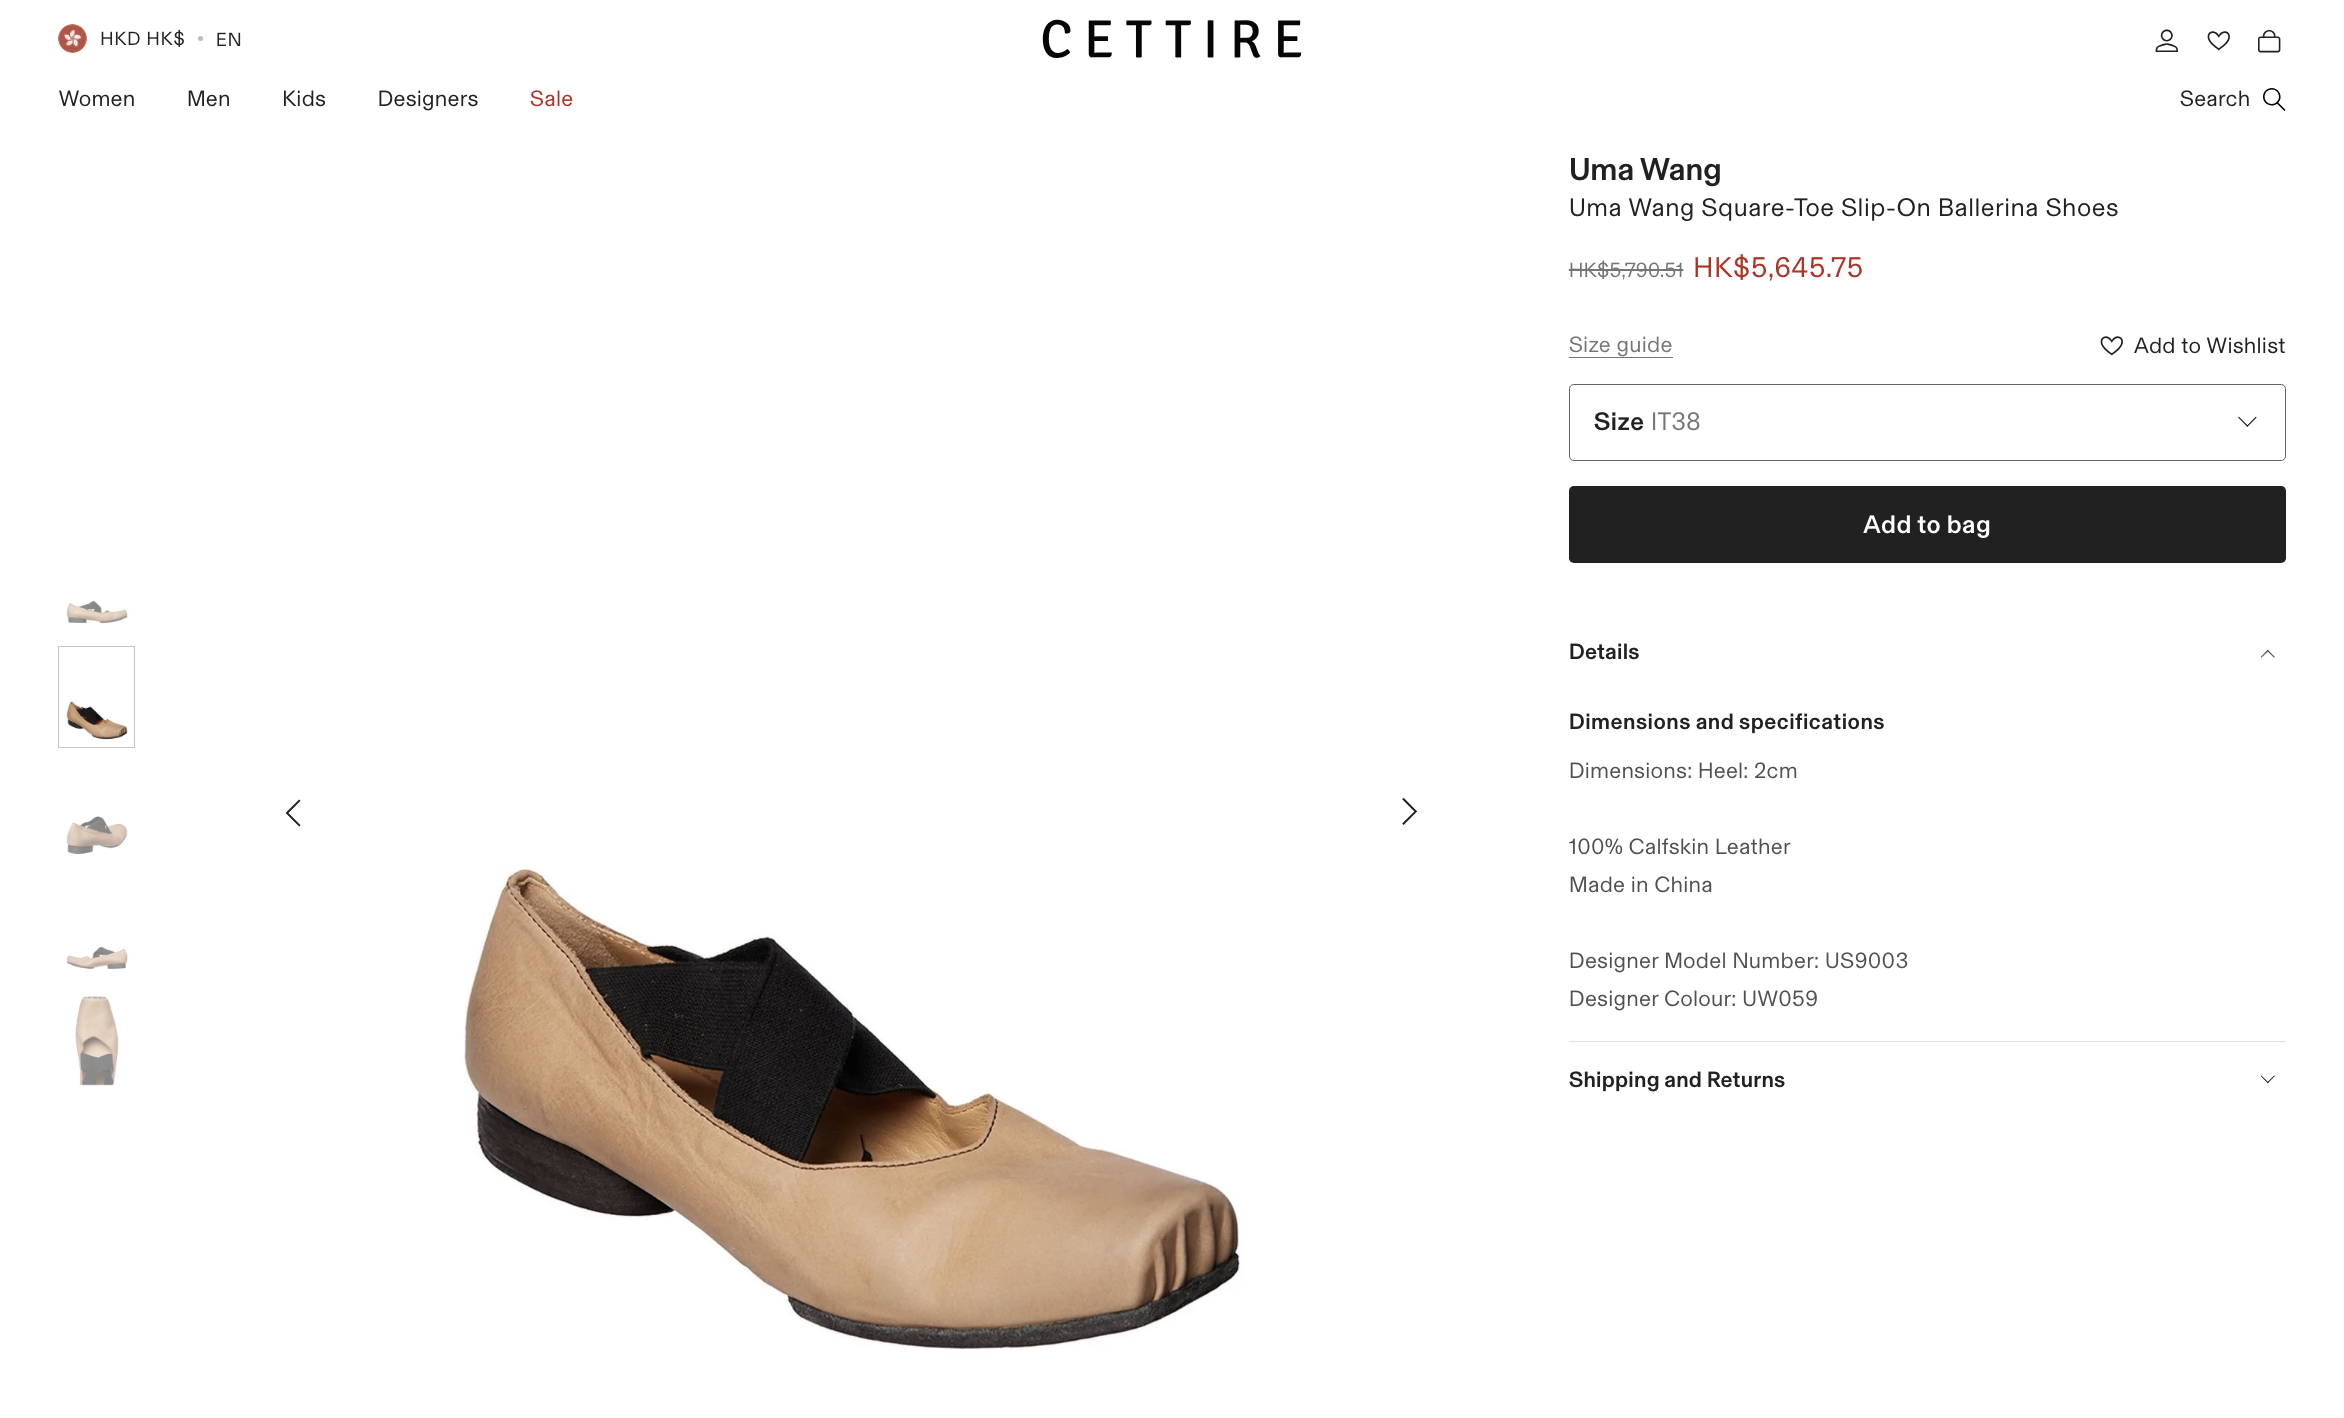 HKD HK$ • EN
CETTIRE
Women Men Kids Designers Sale
Search
Uma Wang
Uma Wang Square-Toe Slip-On Ballerina Shoes
HK$5,790.51 HK$5,645.75
Size guide
Add to Wishlist
Size IT38
Add to bag
Details
Dimensions and specifications
Dimensions: Heel: 2cm
100% Calfskin Leather
Made in China
Designer Model Number: US9003
Designer Colour: UW059
Shipping and Returns